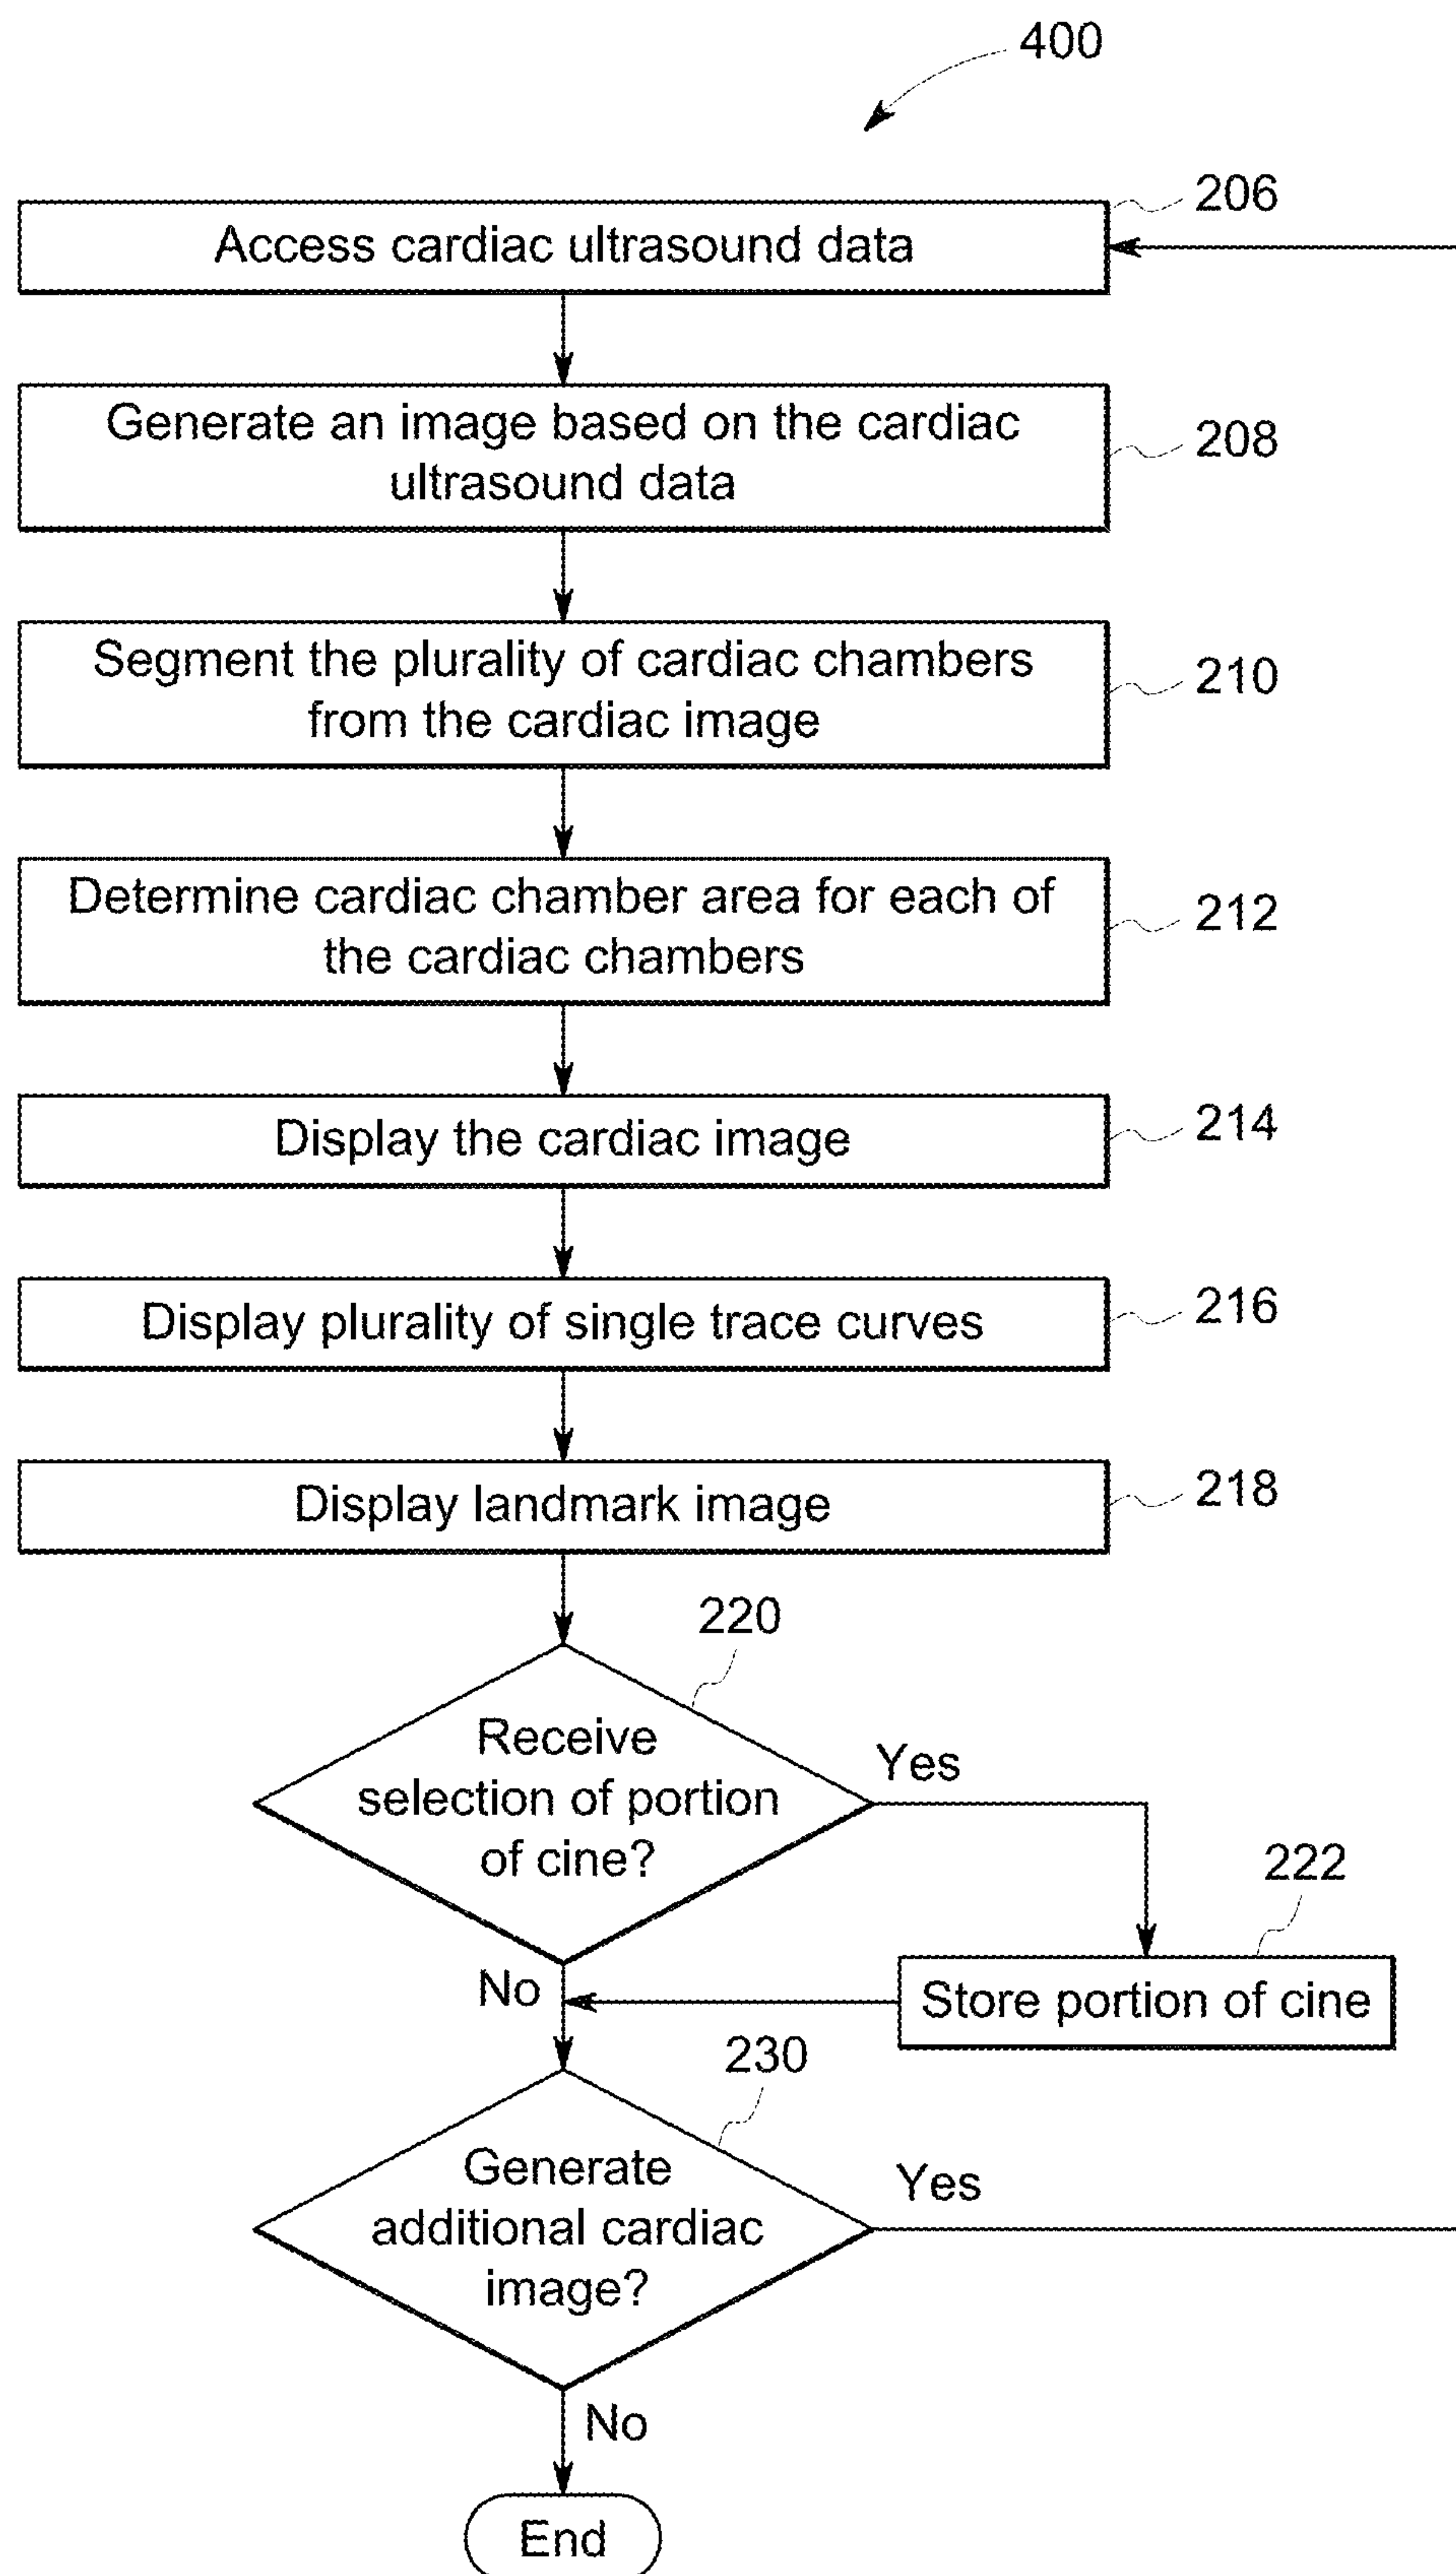 400
206
Access cardiac ultrasound data
Generate an image based on the cardiac
ultrasound data
208
Segment the plurality of cardiac chambers
from the cardiac image
210
Determine cardiac chamber area for each of
the cardiac chambers
212
Display the cardiac image
214
Display plurality of single trace curves
216
Display landmark image
218
220
Receive
selection of portion
of cine?
Yes
222
Store portion of cine
No
230
Generate
additional cardiac
image?
Yes
No
End